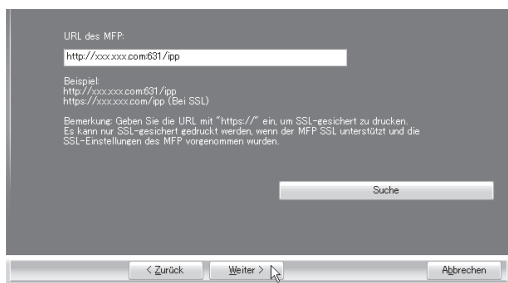 URL des MFP:
http://xxx.xxx.com:631/ipp
Beispiel:
http://xxx.xxx.com:631/ipp
https://xxx.xxx.com/ipp (Bei SSL)
Bemerkung: Geben Sie die URL mit "https://" ein, um SSL-gesichert zu drucken.
Es kann nur SSL-gesichert gedruckt werden, wenn der MFP SSL unterstützt und die
SSL-Einstellungen des MFP vorgenommen wurden.
Suche
< Zurück Weiter > Abbrechen